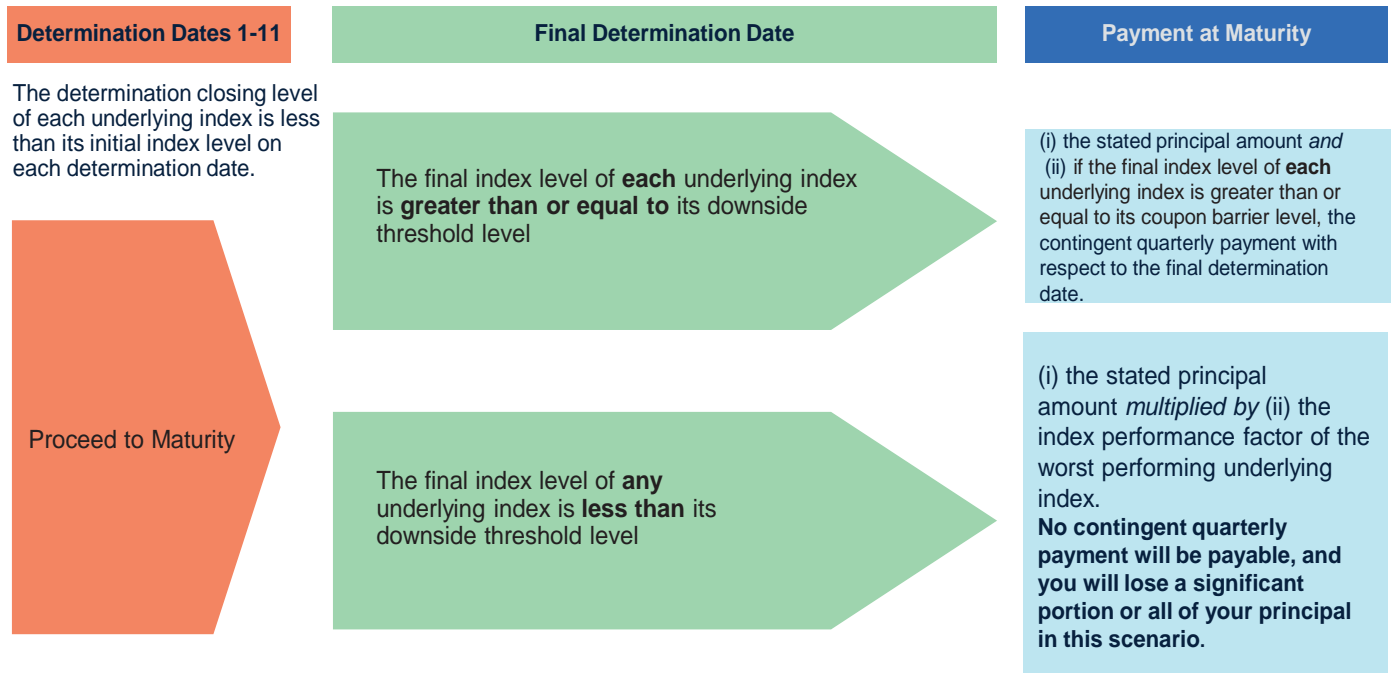 Determination Dates 1-11
Final Determination Date
Payment at Maturity
The determination closing level
of each underlying index is less
than its initial index level on
each determination date.
Proceed to Maturity
The final index level of each underlying index
is greater than or equal to its downside
threshold level
(i) the stated principal amount and
(ii) if the final index level of each
underlying index is greater than or
equal to its coupon barrier level, the
contingent quarterly payment with
respect to the final determination
date.
The final index level of any
underlying index is less than its
downside threshold level
(i) the stated principal
amount multiplied by (ii) the
index performance factor of the
worst performing underlying
index.
No contingent quarterly
payment will be payable, and
you will lose a significant
portion or all of your principal
in this scenario.